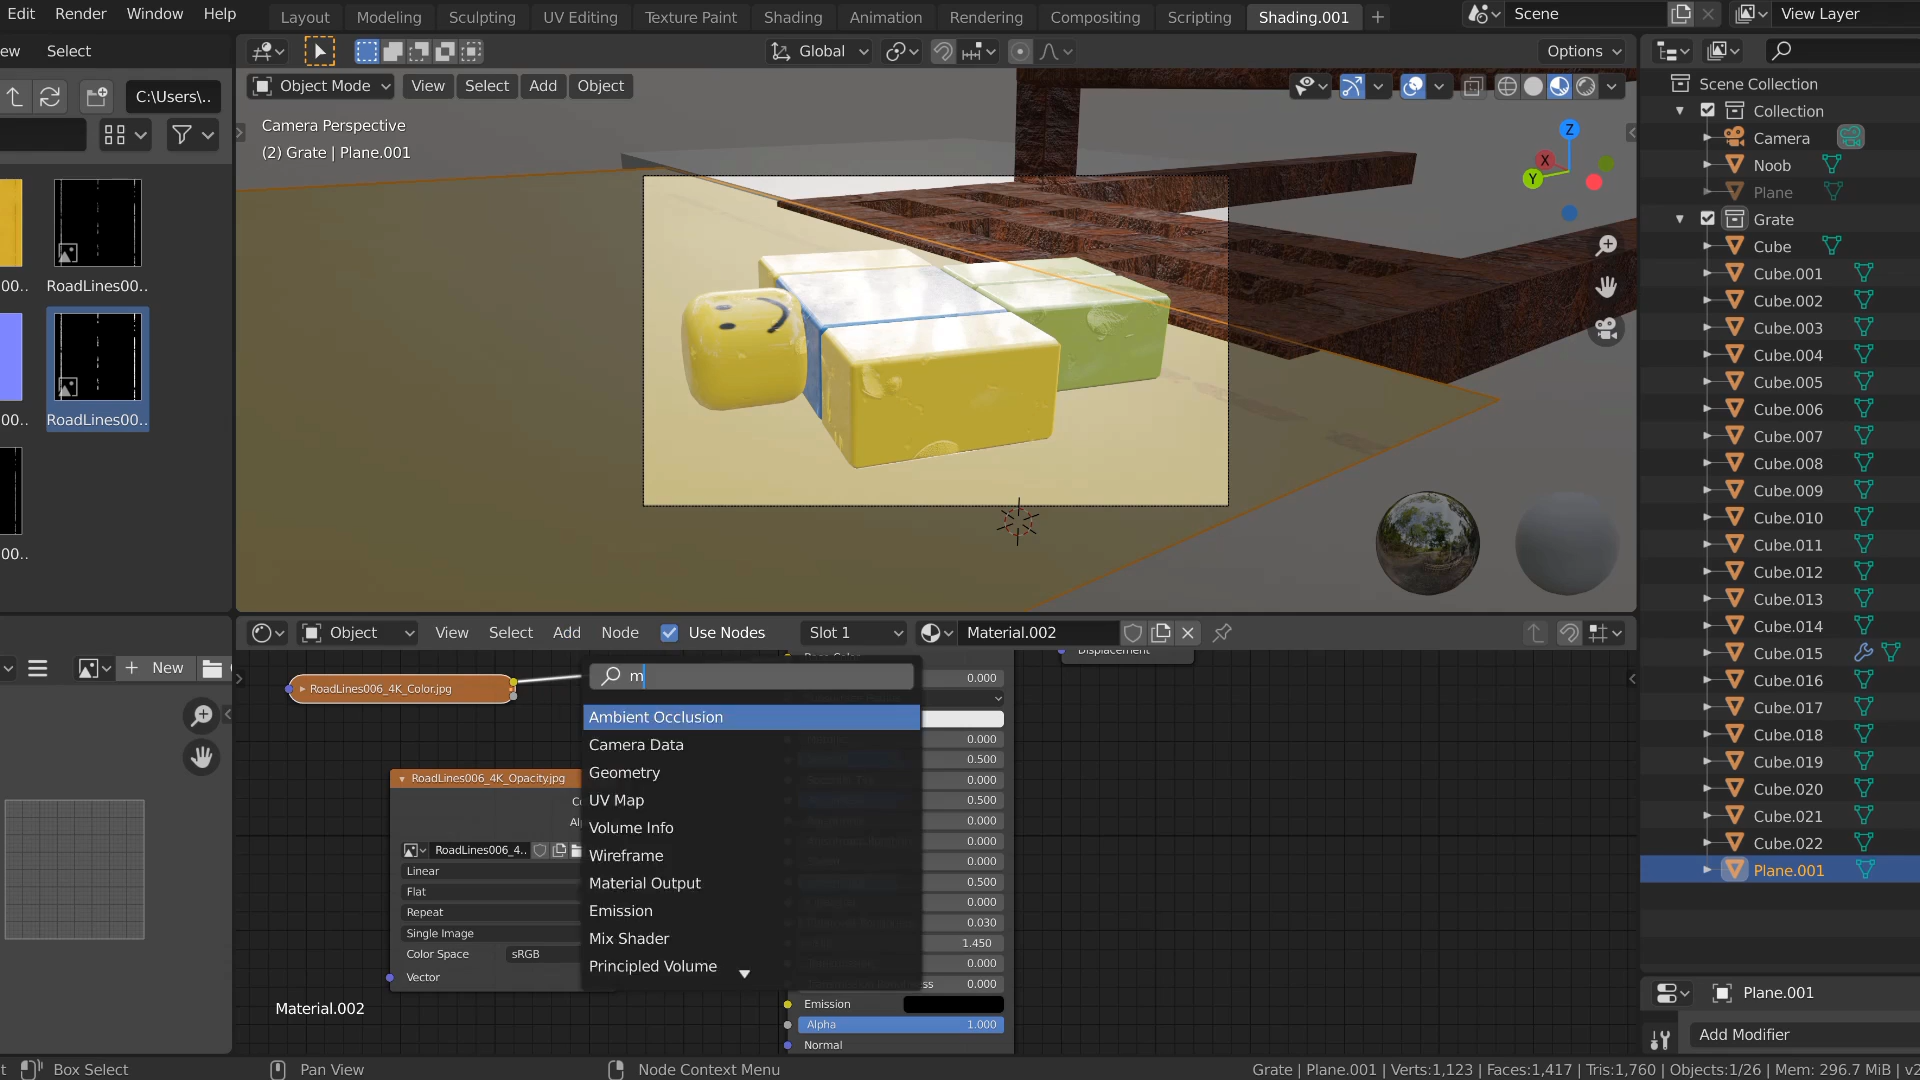 Edit Render Window Help Layout Modeling Sculpting UV Editing Texture Paint Shading Animation Rendering Compositing Scripting Shading.001 + Scene View Layer
ew Select Global Options
C:\Users\..
Object Mode View Select Add Object
Camera Perspective
(2) Grate | Plane.001
Z
X
Y
00.. RoadLines00..
00.. RoadLines00..
00..
Scene Collection
Collection
Camera
Noob
Plane
Grate
Cube
Cube.001
Cube.002
Cube.003
Cube.004
Cube.005
Cube.006
Cube.007
Cube.008
Cube.009
Cube.010
Cube.011
Cube.012
Cube.013
Cube.014
Cube.015
Cube.016
Cube.017
Cube.018
Cube.019
Cube.020
Cube.021
Cube.022
Plane.001
Object View Select Add Node Use Nodes Slot 1 Material.002
+ New
RoadLines006_4K_Color.jpg
m
Ambient Occlusion
Camera Data
Geometry
UV Map
Volume Info
Wireframe
Material Output
Emission
Mix Shader
Principled Volume
Displacement
RoadLines006_4K_Opacity.jpg
RoadLines006_4..
Linear
Flat
Repeat
Single Image
Color Space sRGB
Vector
0.000
0.000
0.500
0.000
0.500
0.000
0.000
0.000
0.500
0.000
0.030
1.450
0.000
0.000
Emission
Alpha 1.000
Normal
Material.002
Plane.001
Add Modifier
Box Select Pan View Node Context Menu Grate | Plane.001 | Verts:1,123 | Faces:1,417 | Tris:1,760 | Objects:1/26 | Mem: 296.7 MiB | v2